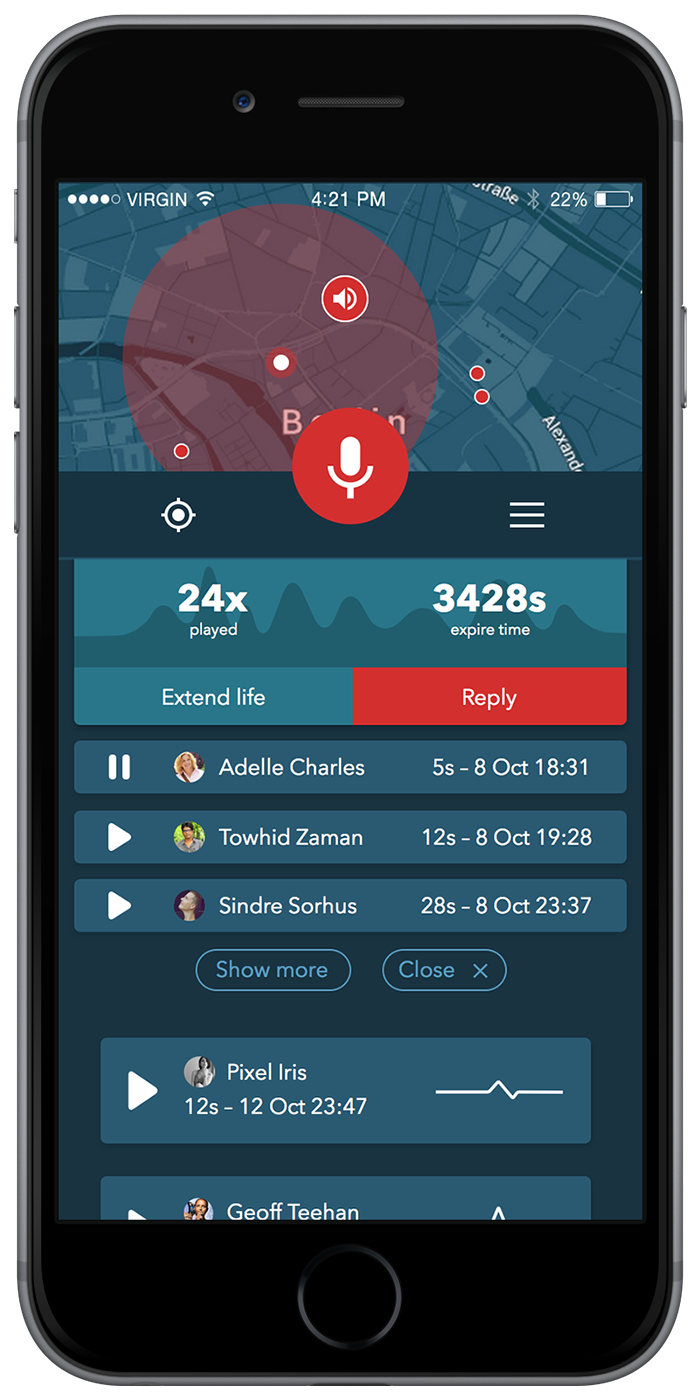 VIRGIN 4:21 PM 22%
straße
Berlin
Alexande
24x 3428s
played expire time
Extend life Reply
Adelle Charles 5s – 8 Oct 18:31
Towhid Zaman 12s – 8 Oct 19:28
Sindre Sorhus 28s – 8 Oct 23:37
Show more Close ×
Pixel Iris
12s – 12 Oct 23:47
Geoff Teehan